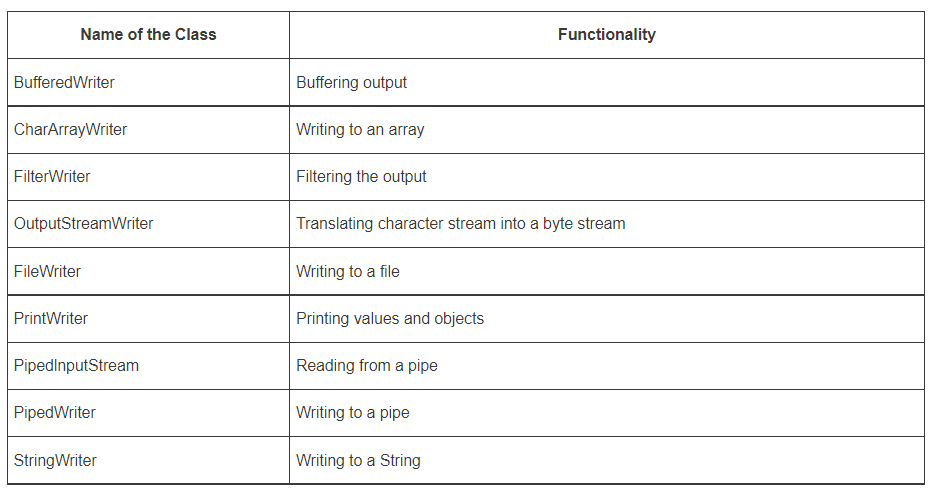 Name of the Class Functionality
BufferedWriter Buffering output
CharArrayWriter Writing to an array
FilterWriter Filtering the output
OutputStreamWriter Translating character stream into a byte stream
FileWriter Writing to a file
PrintWriter Printing values and objects
PipedInputStream Reading from a pipe
PipedWriter Writing to a pipe
StringWriter Writing to a String